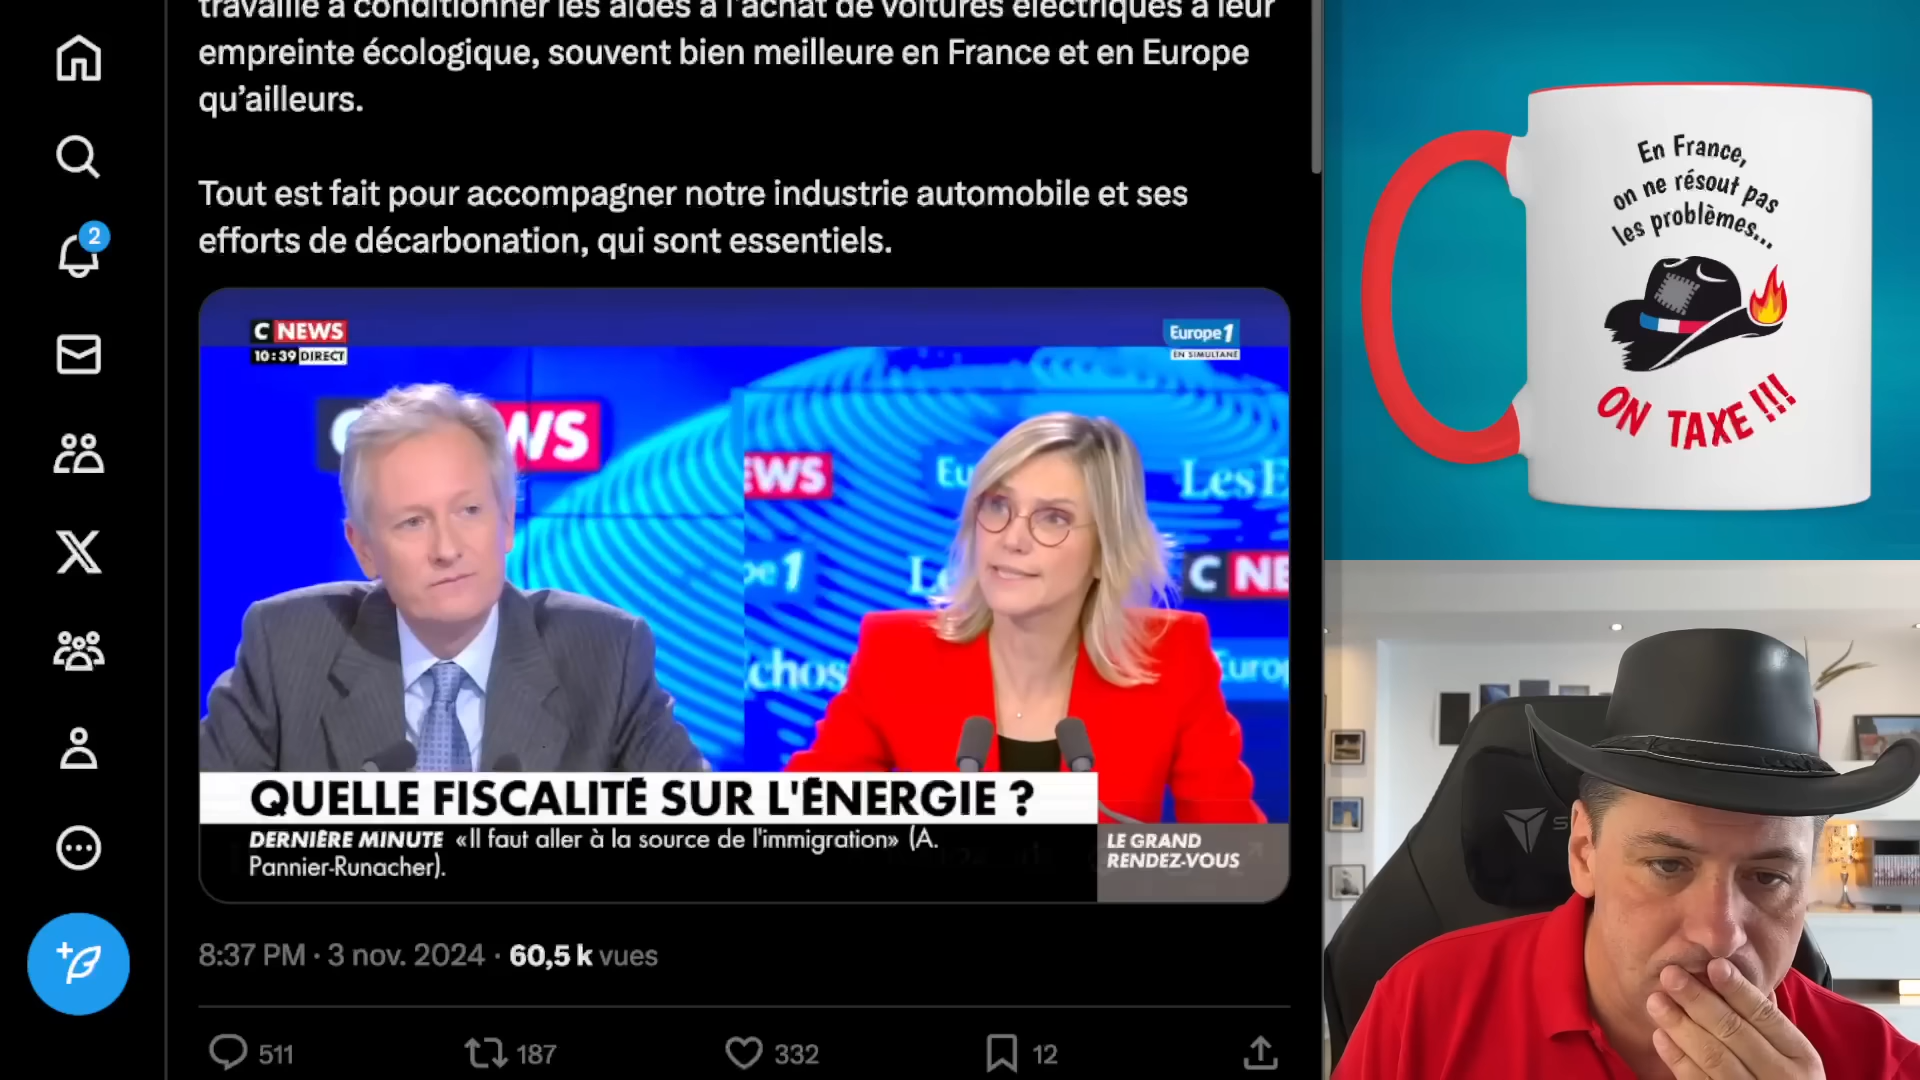 travaille à conditionner les aides à l'achat de voitures électriques à leur
empreinte écologique, souvent bien meilleure en France et en Europe
qu'ailleurs.
Tout est fait pour accompagner notre industrie automobile et ses
efforts de décarbonation, qui sont essentiels.
2
C NEWS
10:39 DIRECT
Europe 1
EN SIMULTANÉ
EWS
Les E
C NE
chos
QUELLE FISCALITÉ SUR L'ÉNERGIE ?
DERNIÈRE MINUTE «Il faut aller à la source de l'immigration» (A.
Pannier-Runacher).
LE GRAND
RENDEZ-VOUS
8:37 PM · 3 nov. 2024 · 60,5 k vues
511
187
332
12
En France,
on ne résout pas
les problèmes...
ON TAXE !!!